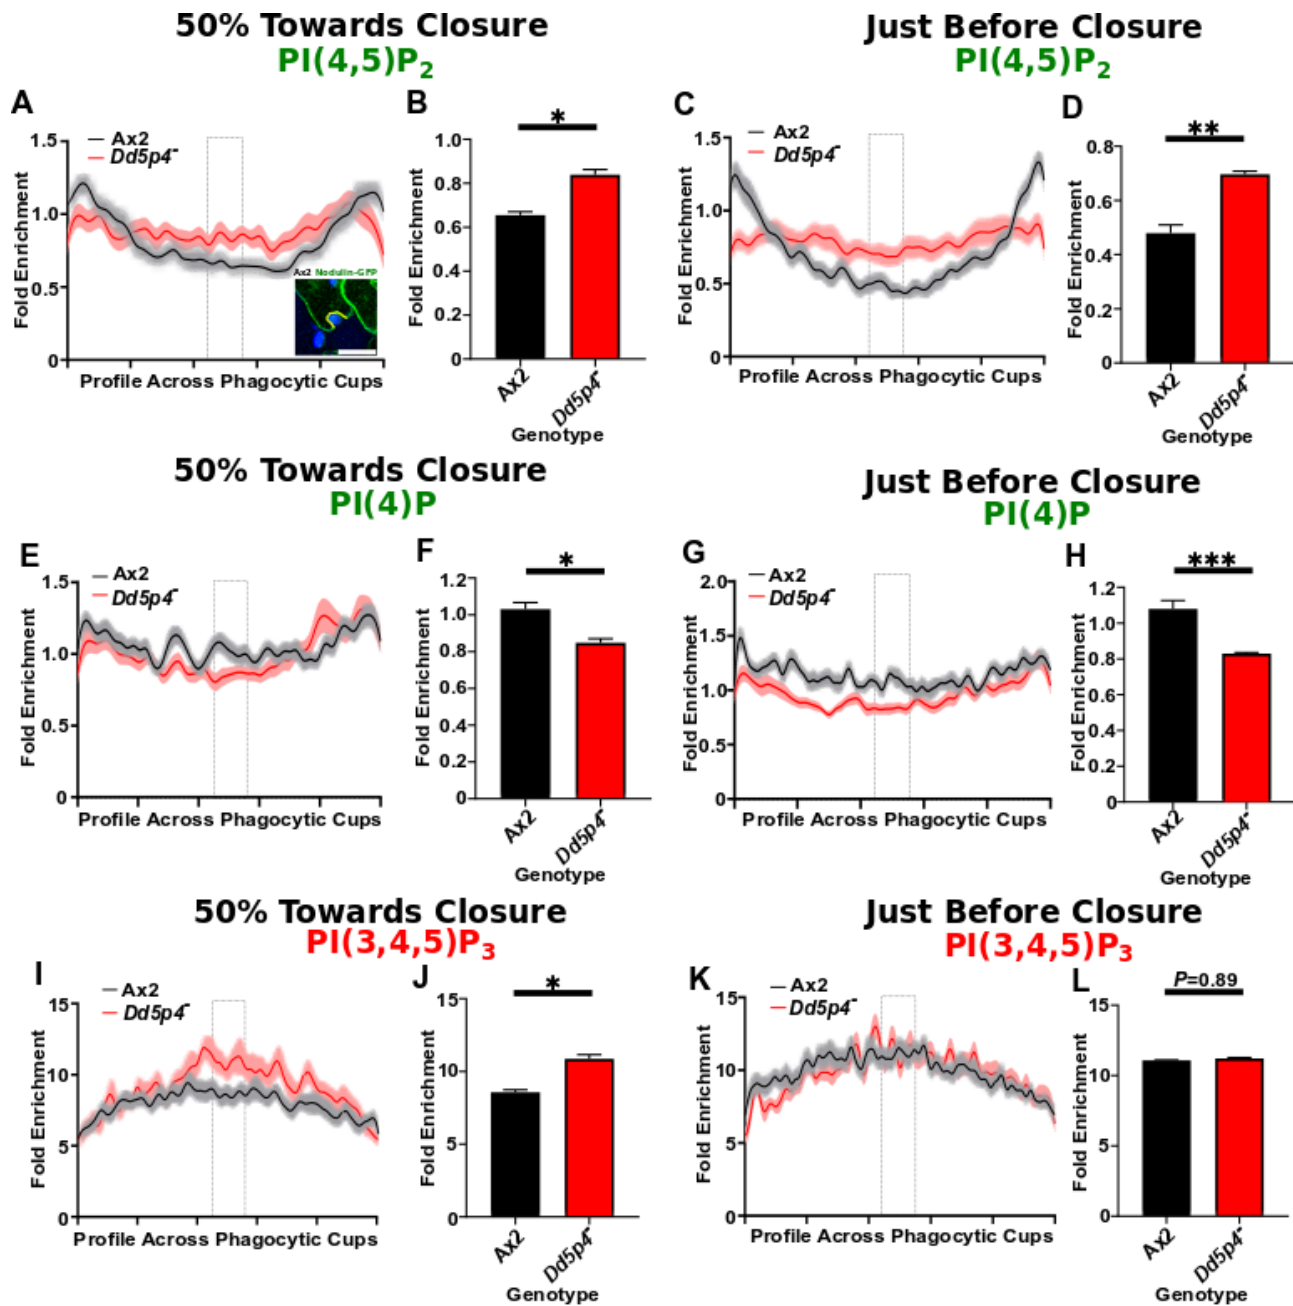 50% Towards Closure
PI(4,5)P2
Just Before Closure
PI(4,5)P2
A
1.5
1.0
0.5
0
Fold Enrichment
Ax2
Dd5p4-
Ax2 Nodulin-GFP
Profile Across Phagocytic Cups
B
*
1.0
0.8
0.6
0.4
0.2
0
Fold Enrichment
Ax2
Dd5p4-
Genotype
C
1.5
1.0
0.5
0
Fold Enrichment
Ax2
Dd5p4-
Profile Across Phagocytic Cups
D
**
0.8
0.6
0.4
0.2
0
Fold Enrichment
Ax2
Dd5p4-
Genotype
50% Towards Closure
PI(4)P
Just Before Closure
PI(4)P
E
1.5
1.0
0.5
0
Fold Enrichment
Ax2
Dd5p4-
Profile Across Phagocytic Cups
F
*
1.2
1.0
0.8
0.6
0.4
0.2
0
Fold Enrichment
Ax2
Dd5p4-
Genotype
G
2.0
1.5
1.0
0.5
0
Fold Enrichment
Ax2
Dd5p4-
Profile Across Phagocytic Cups
H
***
1.2
1.0
0.8
0.6
0.4
0.2
0
Fold Enrichment
Ax2
Dd5p4-
Genotype
50% Towards Closure
PI(3,4,5)P3
Just Before Closure
PI(3,4,5)P3
I
15
10
5
0
Fold Enrichment
Ax2
Dd5p4-
Profile Across Phagocytic Cups
J
*
15
10
5
0
Fold Enrichment
Ax2
Dd5p4-
Genotype
K
15
10
5
0
Fold Enrichment
Ax2
Dd5p4-
Profile Across Phagocytic Cups
L
P=0.89
15
10
5
0
Fold Enrichment
Ax2
Dd5p4-
Genotype